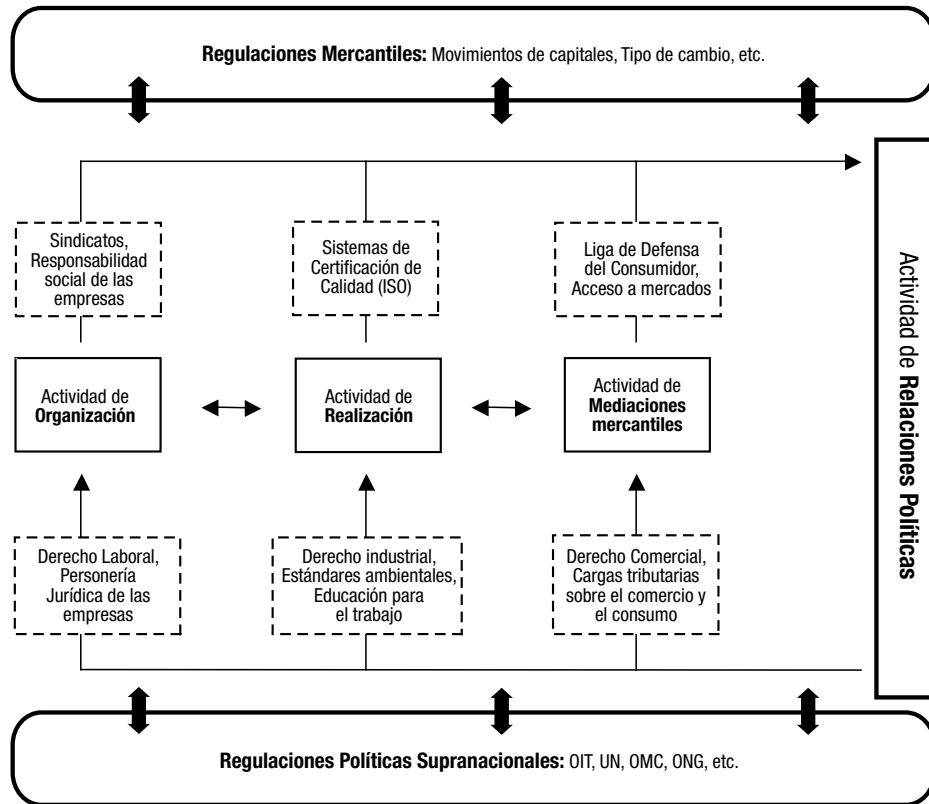 Regulaciones Mercantiles: Movimientos de capitales, Tipo de cambio, etc.
Sindicatos,
Responsabilidad
social de las
empresas
Sistemas de
Certificación de
Calidad (ISO)
Liga de Defensa
del Consumidor,
Acceso a mercados
Actividad de
Organización
Actividad de
Realización
Actividad de
Mediaciones
mercantiles
Derecho Laboral,
Personería
Jurídica de las
empresas
Derecho industrial,
Estándares ambientales,
Educación para
el trabajo
Derecho Comercial,
Cargas tributarias
sobre el comercio y
el consumo
Actividad de Relaciones Políticas
Regulaciones Políticas Supranacionales: OIT, UN, OMC, ONG, etc.